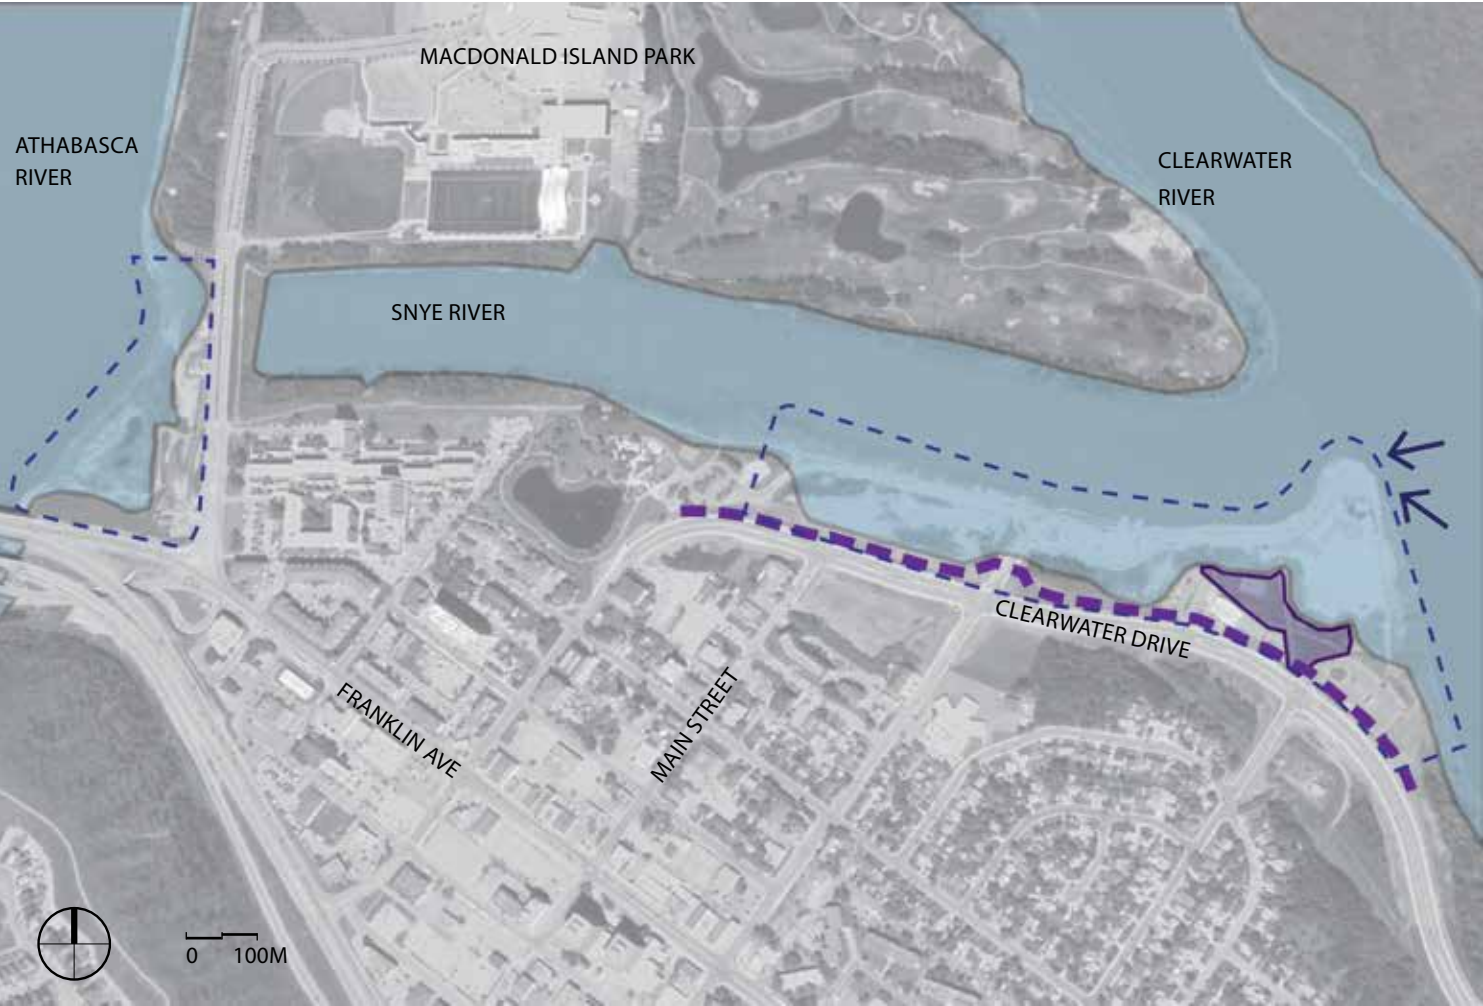 MACDONALD ISLAND PARK
ATHABASCA
RIVER
CLEARWATER
RIVER
SNYE RIVER
CLEARWATER DRIVE
FRANKLIN AVE
MAIN STREET
0 100M